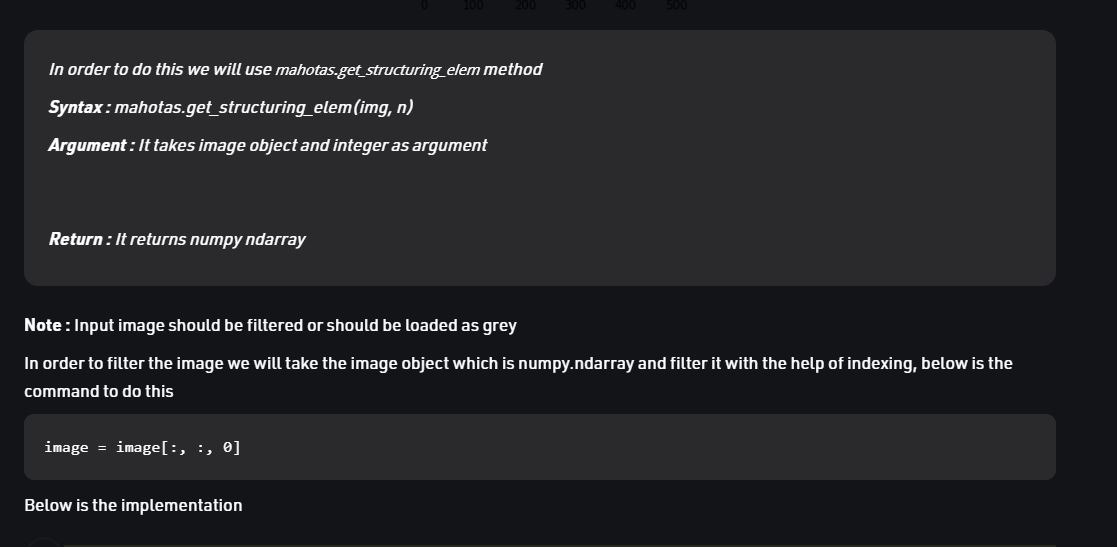 0 100 200 300 400 500
In order to do this we will use mahotas.get_structuring_elem method
Syntax : mahotas.get_structuring_elem(img, n)
Argument : It takes image object and integer as argument
Return : It returns numpy ndarray
Note : Input image should be filtered or should be loaded as grey
In order to filter the image we will take the image object which is numpy.ndarray and filter it with the help of indexing, below is the
command to do this
image = image[:, :, 0]
Below is the implementation